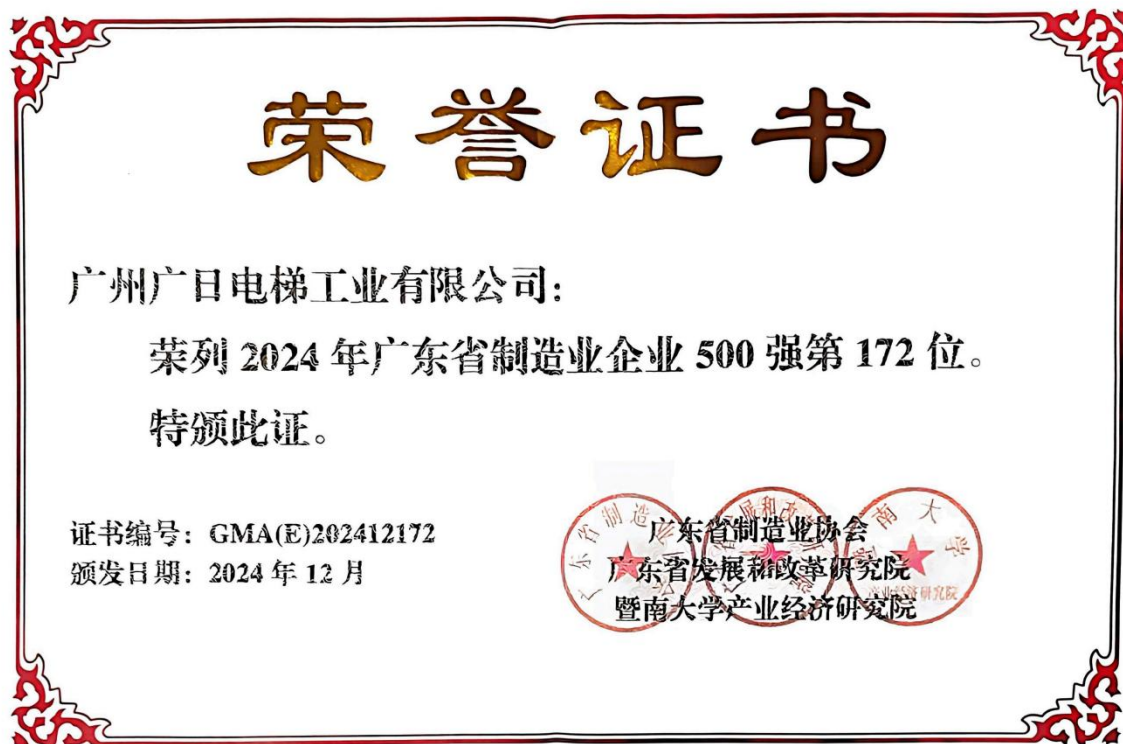 荣誉证书
广州广日电梯工业有限公司：
荣列 2024 年广东省制造业企业 500 强第 172 位。
特颁此证。
证书编号：GMA(E)202412172
颁发日期：2024 年 12 月
广东省制造业协会
广东省发展和改革研究院
暨南大学产业经济研究院